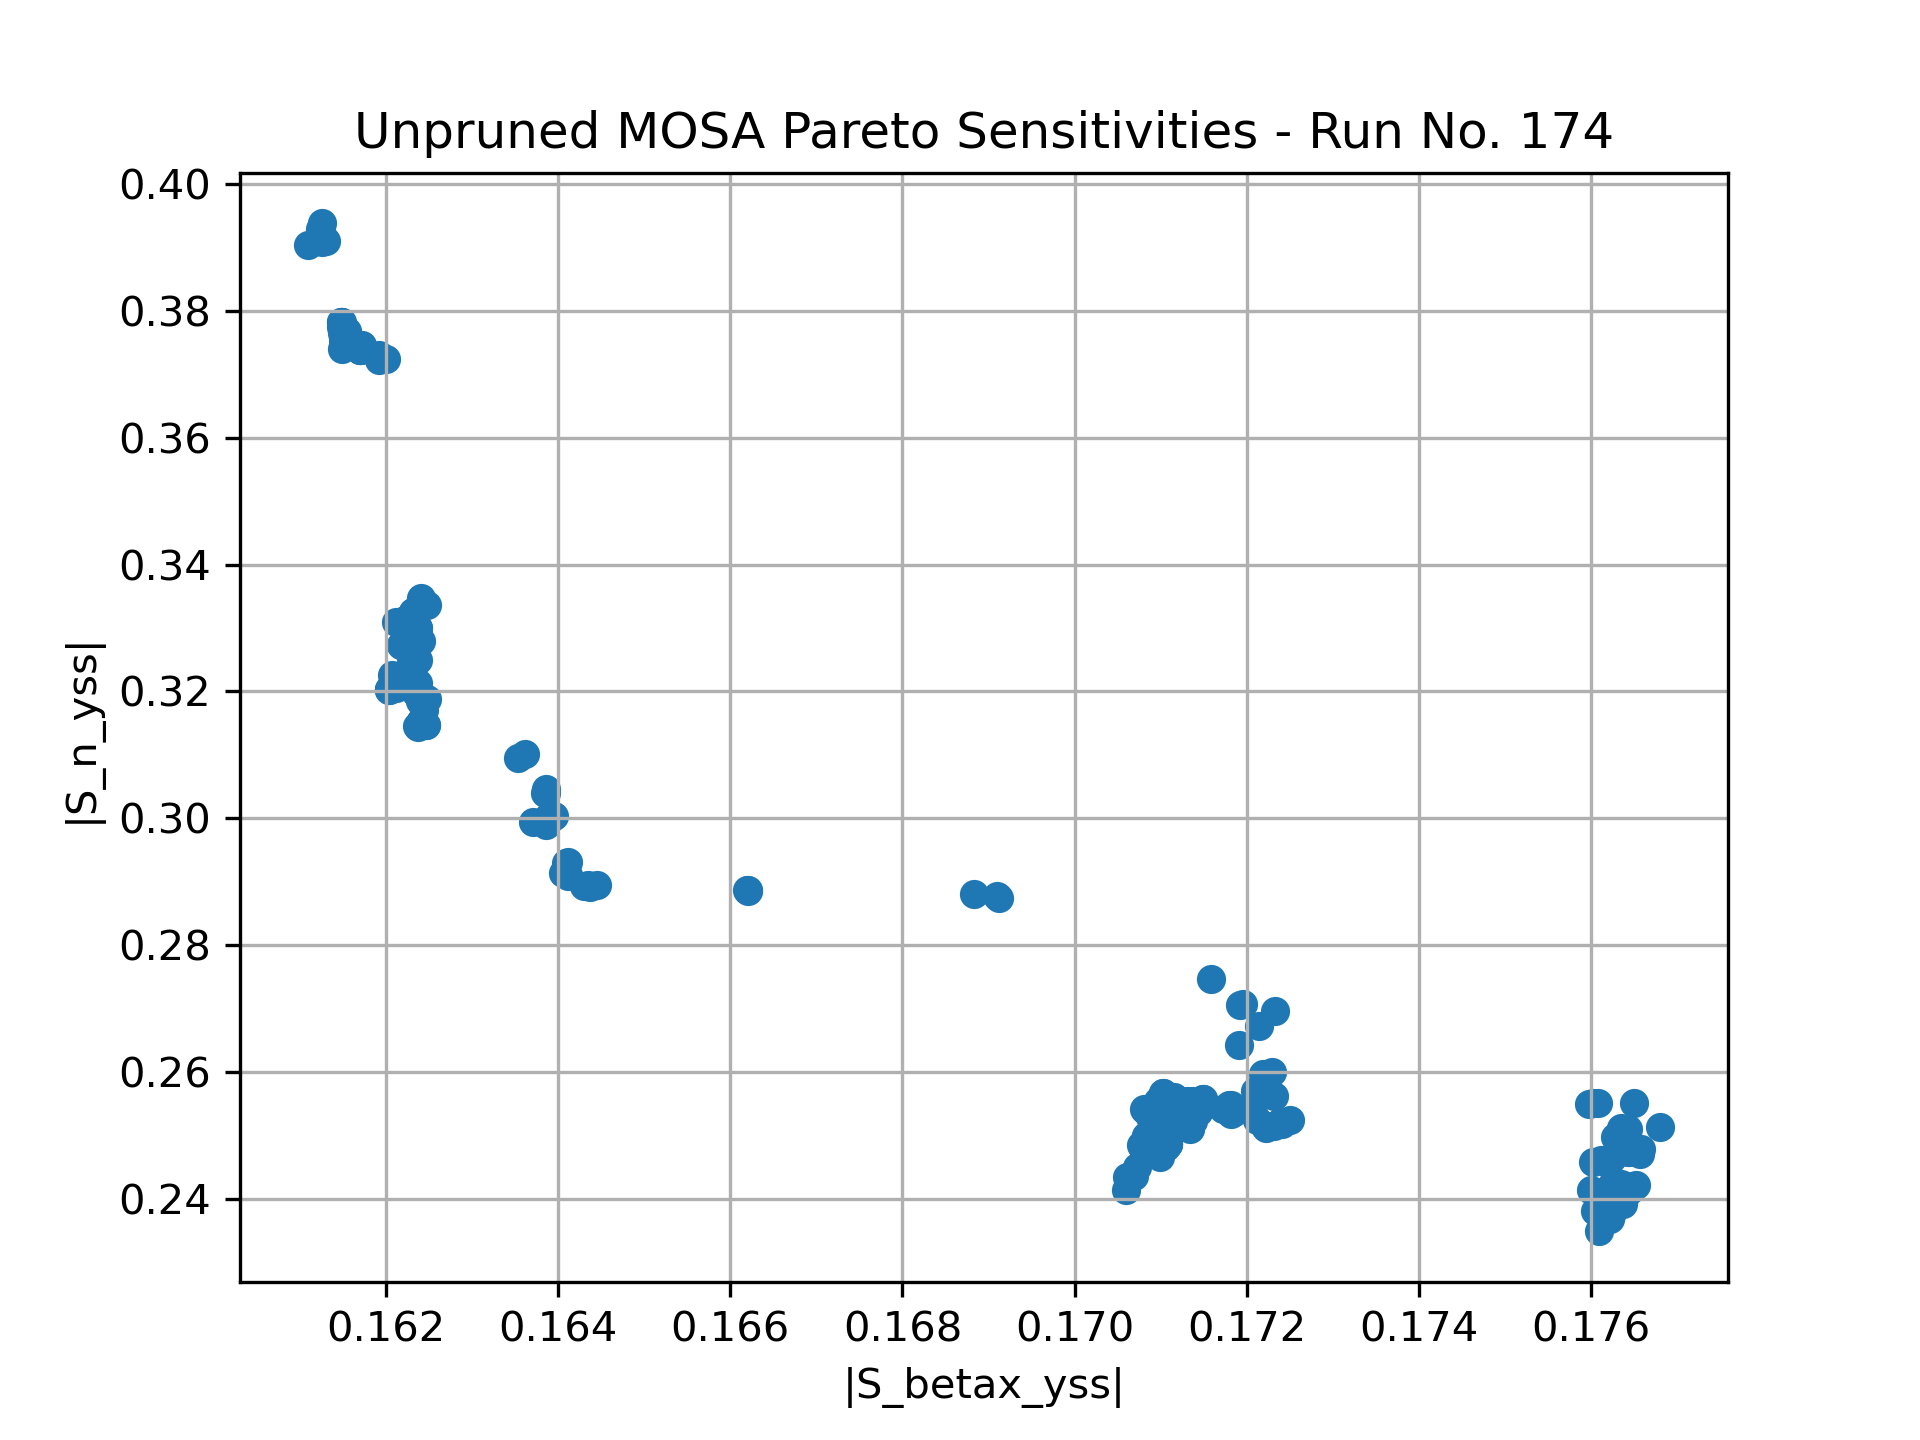 Unpruned MOSA Pareto Sensitivities - Run No. 174
0.40
0.38
0.36
0.34
0.32
0.30
0.28
0.26
0.24
|S_n_yss|
0.162 0.164 0.166 0.168 0.170 0.172 0.174 0.176
|S_betax_yss|